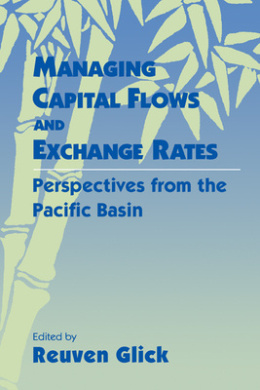 MANAGING
CAPITAL FLOWS
AND
EXCHANGE RATES
Perspectives from the
Pacific Basin
Edited by
Reuven Glick